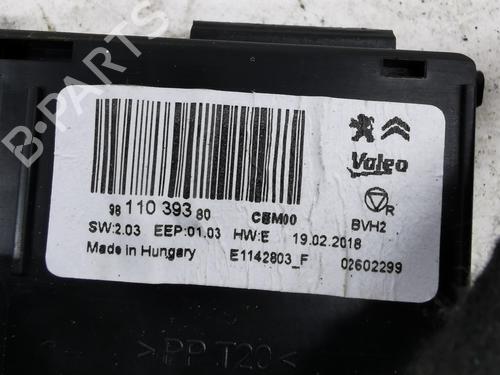 B-PARTS
Valeo
98 110 393 80 CBM00
R
BVH2
SW:2.03 EEP:01.03 HW:E 19.02.2018
Made in Hungary E1142803_F 02602299
>PP T20<